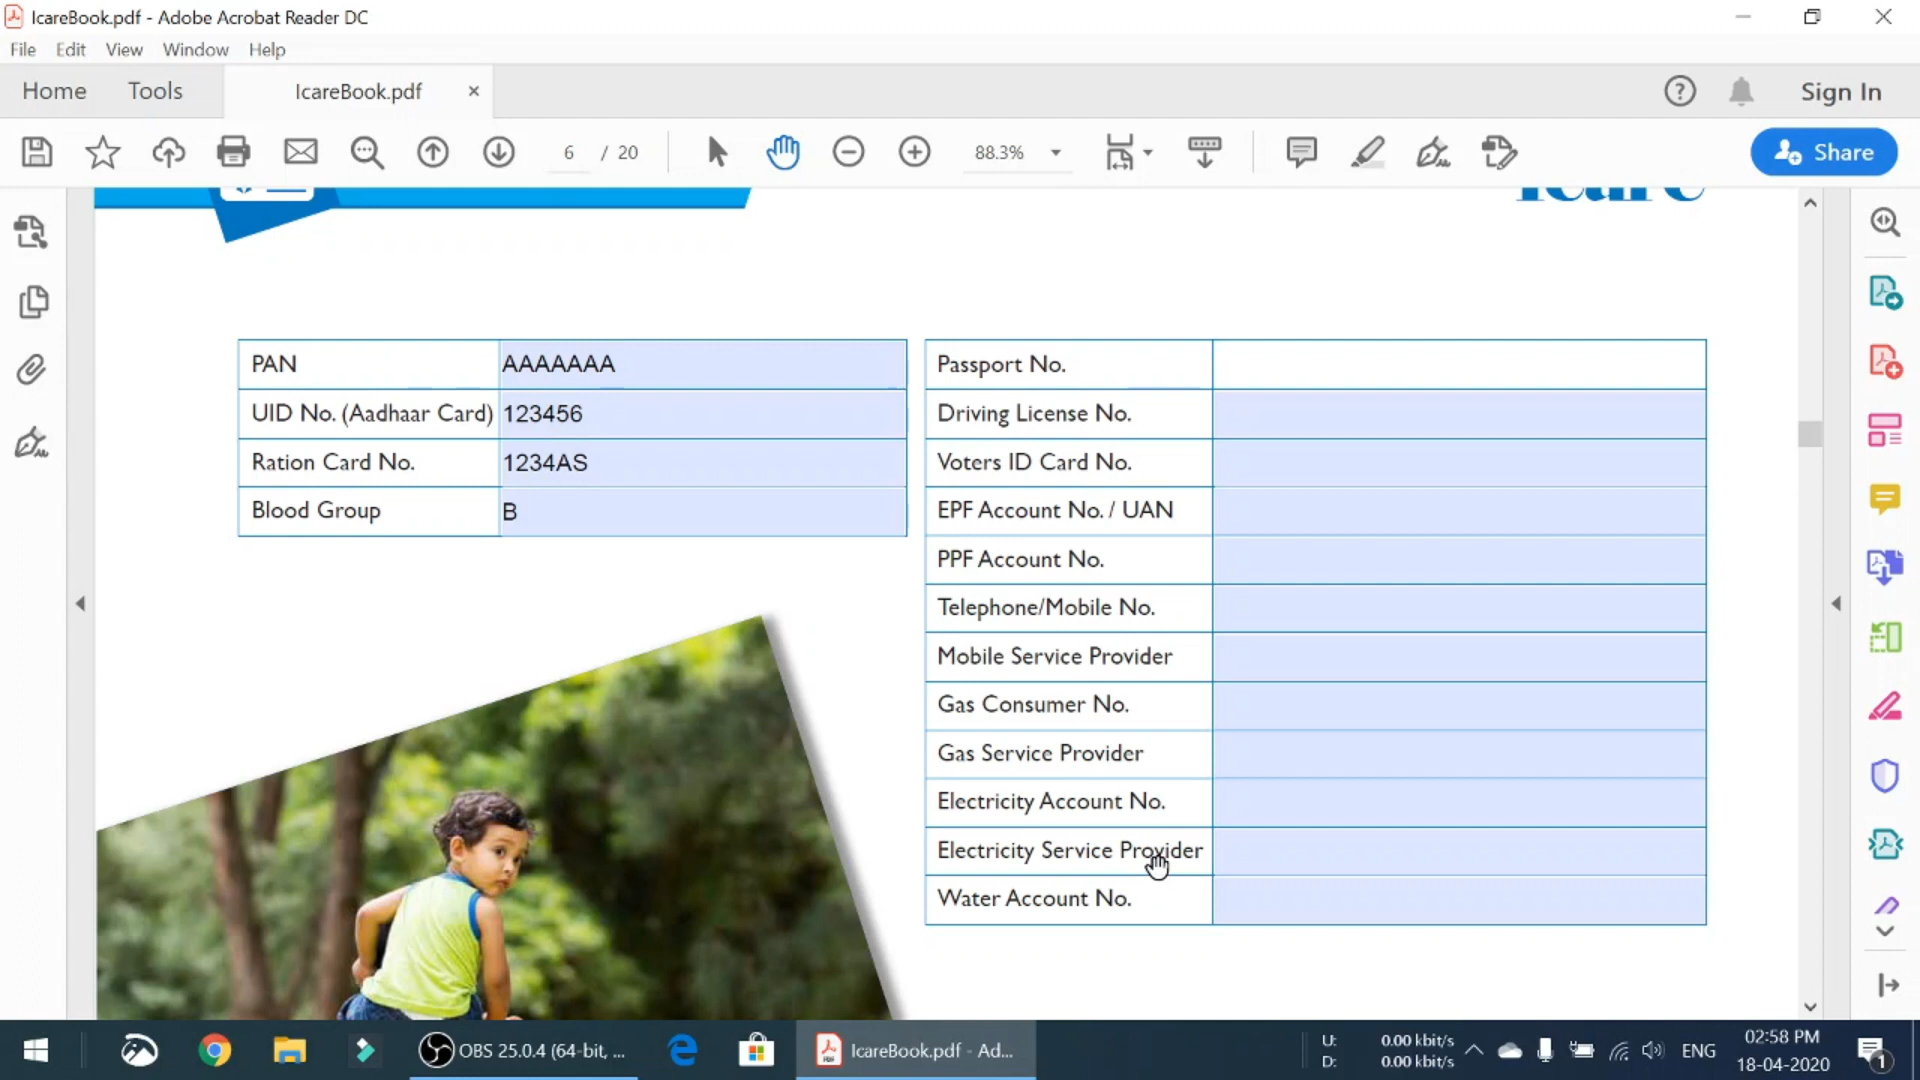 IcareBook.pdf - Adobe Acrobat Reader DC
File Edit View Window Help
Home Tools IcareBook.pdf × Sign In
6 / 20 88.3% Share
icare
PAN AAAAAAA
UID No. (Aadhaar Card) 123456
Ration Card No. 1234AS
Blood Group B
Passport No.
Driving License No.
Voters ID Card No.
EPF Account No. / UAN
PPF Account No.
Telephone/Mobile No.
Mobile Service Provider
Gas Consumer No.
Gas Service Provider
Electricity Account No.
Electricity Service Provider
Water Account No.
OBS 25.0.4 (64-bit, ...
IcareBook.pdf - Ad...
U: 0.00 kbit/s
D: 0.00 kbit/s
ENG
02:58 PM
18-04-2020
1